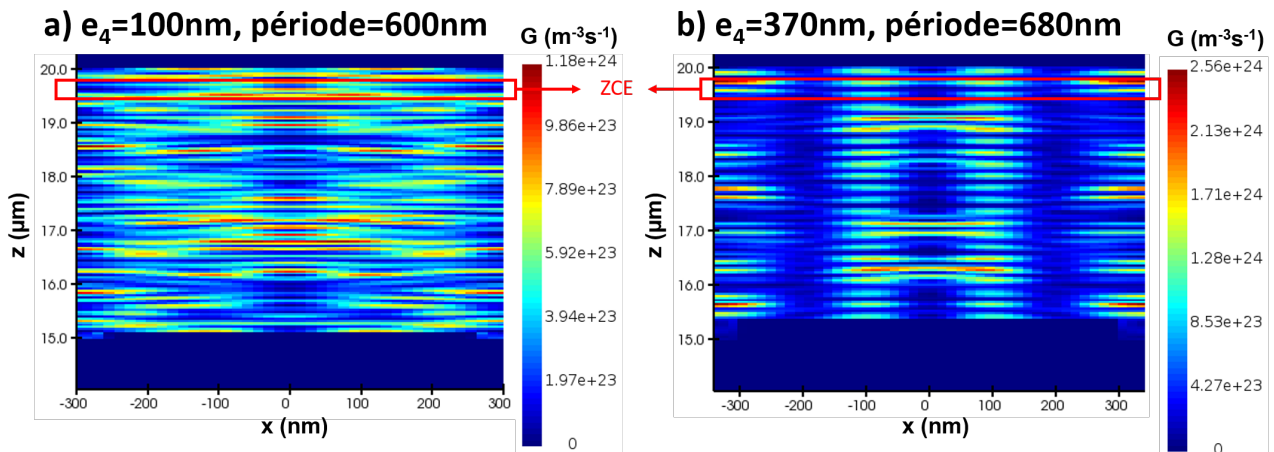 a) e₄=100nm, période=600nm
G (m⁻³s⁻¹)
1.18e+24
9.86e+23
7.89e+23
5.92e+23
3.94e+23
1.97e+23
0
20.0
19.0
18.0
17.0
16.0
15.0
z (µm)
-300
-200
-100
0
100
200
300
x (nm)
ZCE
b) e₄=370nm, période=680nm
G (m⁻³s⁻¹)
2.56e+24
2.13e+24
1.71e+24
1.28e+24
8.53e+23
4.27e+23
0
20.0
19.0
18.0
17.0
16.0
15.0
z (µm)
-300
-200
-100
0
100
200
300
x (nm)